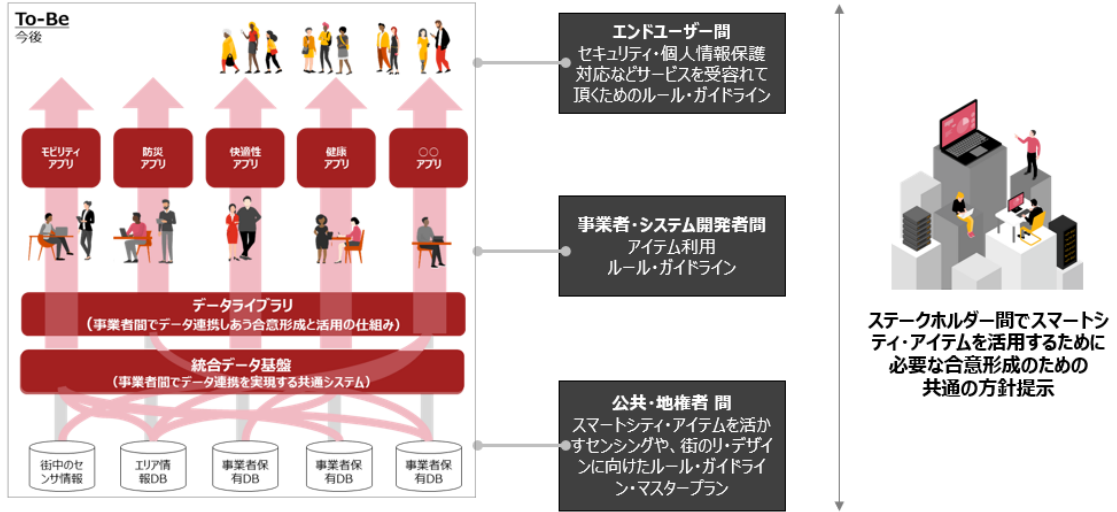 To-Be
今後
モビリティ
アプリ
防災
アプリ
快適性
アプリ
健康
アプリ
○○
アプリ
データライブラリ
（事業者間でデータ連携しあう合意形成と活用の仕組み）
統合データ基盤
（事業者間でデータ連携を実現する共通システム）
街中のセ
ンサ情報
エリア情
報DB
事業者保
有DB
事業者保
有DB
事業者保
有DB
エンドユーザー間
セキュリティ・個人情報保護
対応などサービスを受容れて
頂くためのルール・ガイドライン
事業者・システム開発者間
アイテム利用
ルール・ガイドライン
公共・地権者 間
スマートシティ・アイテムを活か
すセンシングや、街のリ・デザイ
ンに向けたルール・ガイドライ
ン・マスタープラン
ステークホルダー間でスマートシ
ティ・アイテムを活用するために
必要な合意形成のための
共通の方針提示